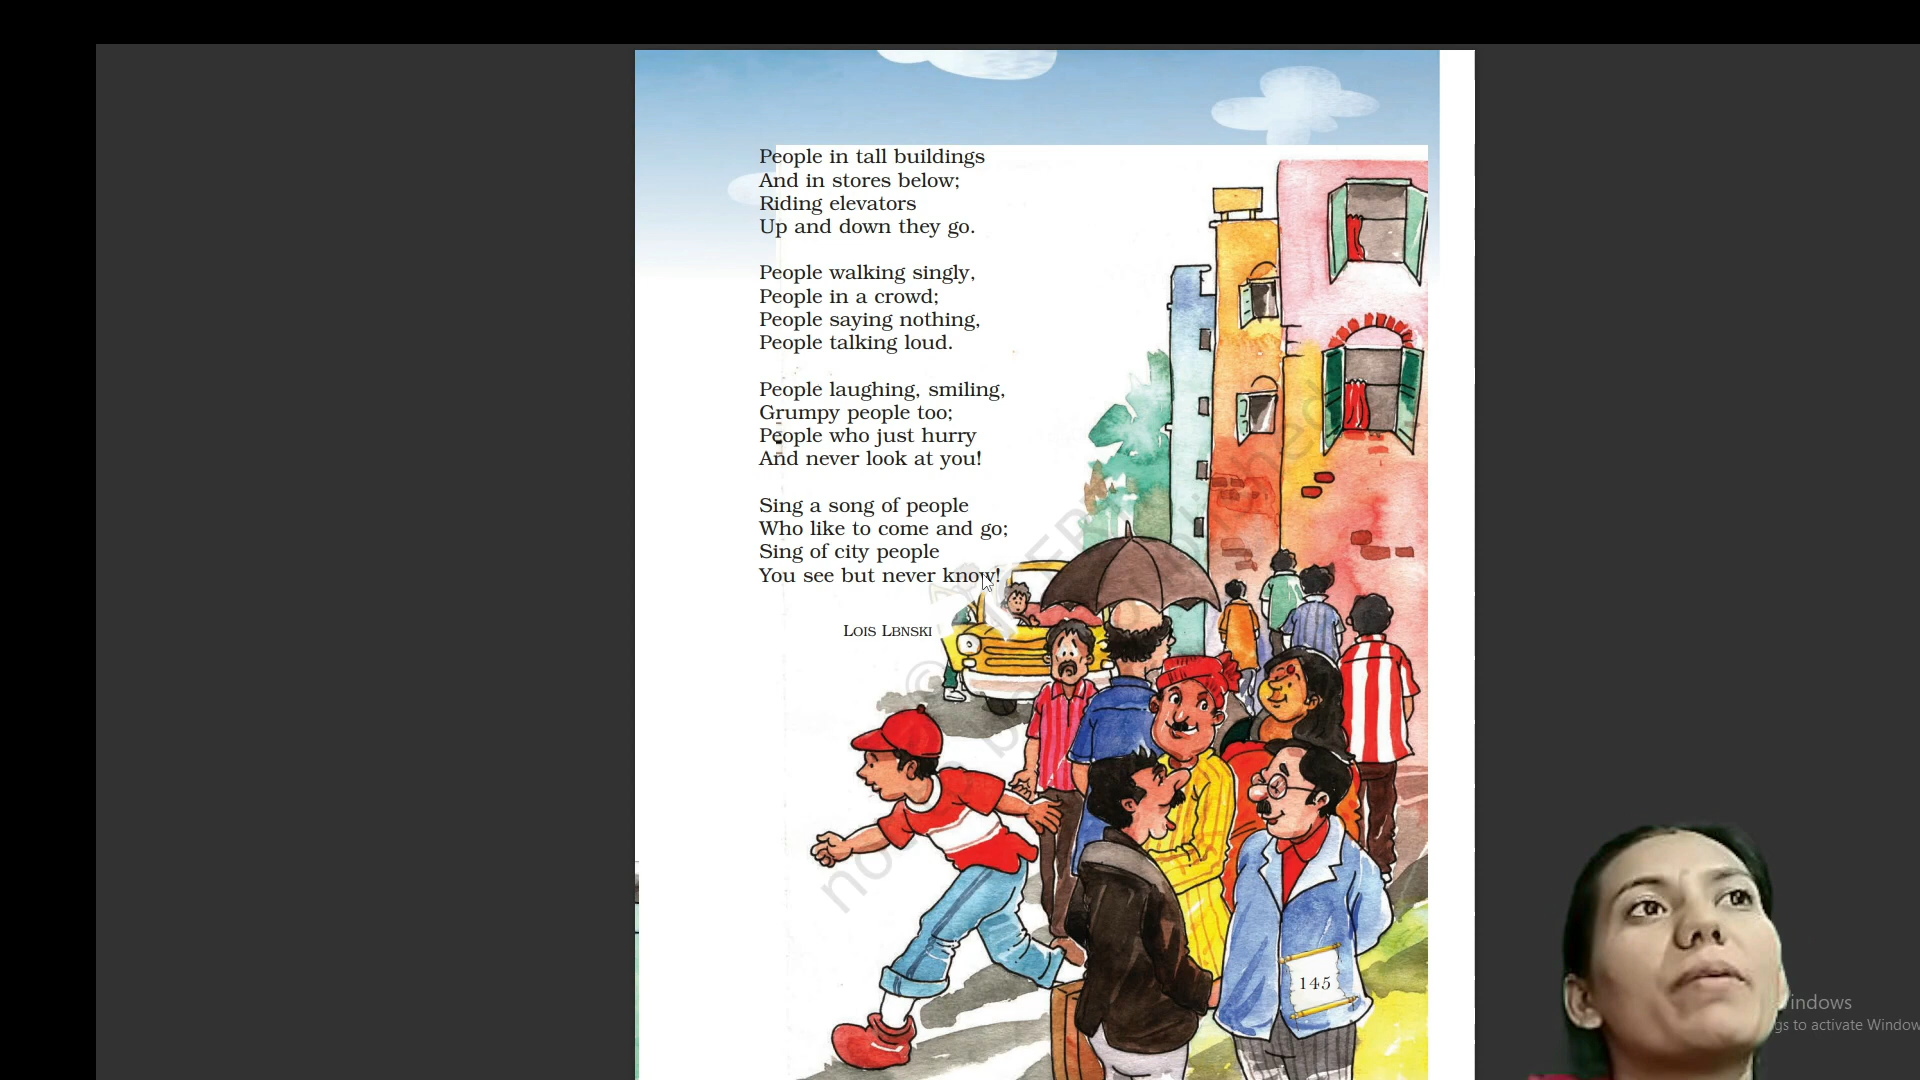 People in tall buildings
And in stores below;
Riding elevators
Up and down they go.
People walking singly,
People in a crowd;
People saying nothing,
People talking loud.
People laughing, smiling,
Grumpy people too;
People who just hurry
And never look at you!
Sing a song of people
Who like to come and go;
Sing of city people
You see but never know!
LOIS LBNSKI
145
indows
gs to activate Window